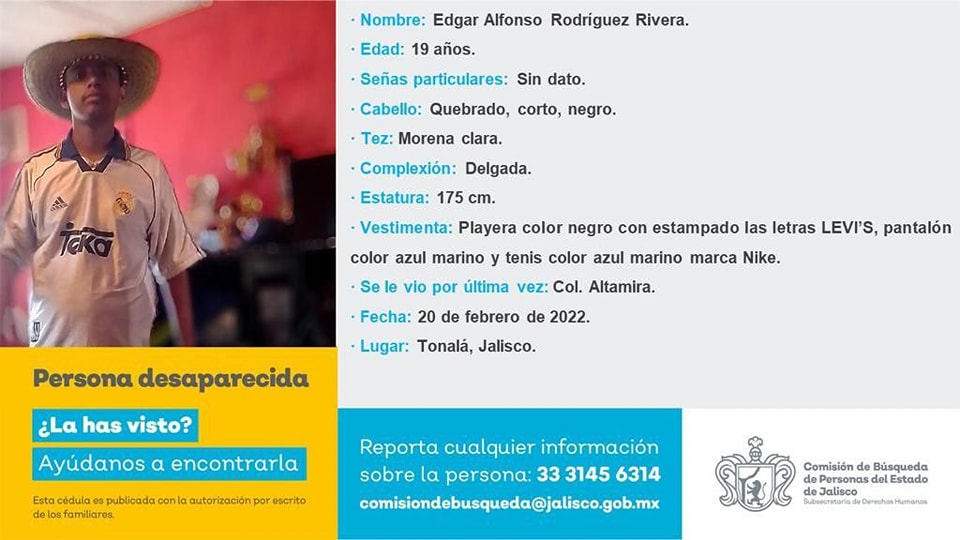 · Nombre: Edgar Alfonso Rodríguez Rivera.
· Edad: 19 años.
· Señas particulares: Sin dato.
· Cabello: Quebrado, corto, negro.
· Tez: Morena clara.
· Complexión: Delgada.
· Estatura: 175 cm.
· Vestimenta: Playera color negro con estampado las letras LEVI'S, pantalón
color azul marino y tenis color azul marino marca Nike.
· Se le vio por última vez: Col. Altamira.
· Fecha: 20 de febrero de 2022.
· Lugar: Tonalá, Jalisco.
adidas
Teka
Persona desaparecida
¿La has visto?
Ayúdanos a encontrarla
Esta cédula es publicada con la autorización por escrito
de los familiares.
Reporta cualquier información
sobre la persona: 33 3145 6314
comisiondebusqueda@jalisco.gob.mx
Comisión de Búsqueda
de Personas del Estado
de Jalisco
Subsecretaría de Derechos Humanos